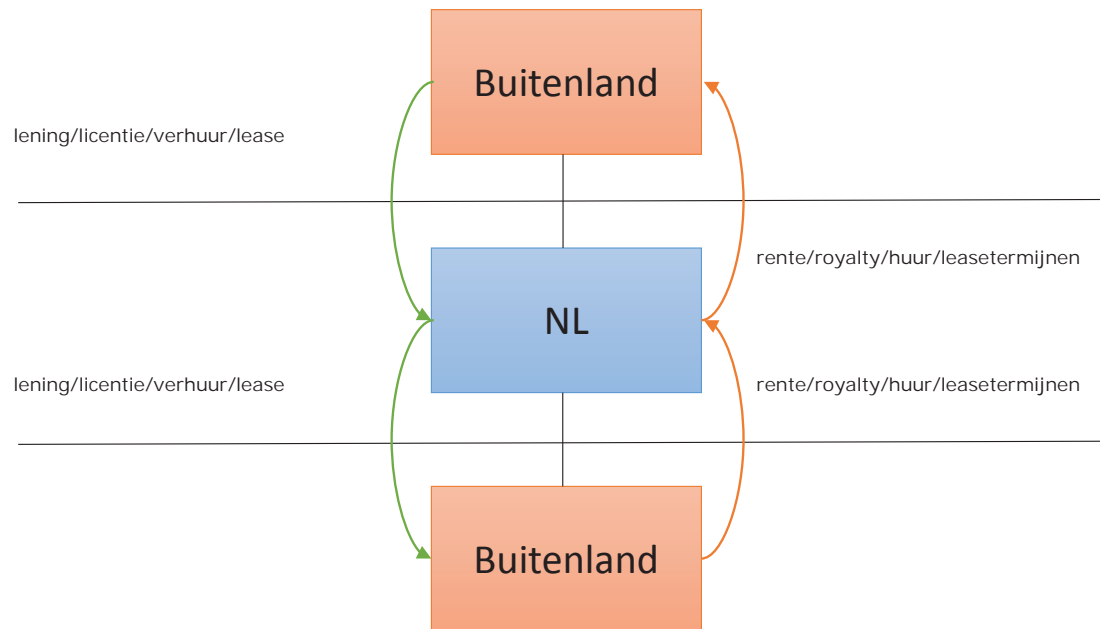 Buitenland
lening/licentie/verhuur/lease
rente/royalty/huur/leasetermijnen
NL
lening/licentie/verhuur/lease
rente/royalty/huur/leasetermijnen
Buitenland